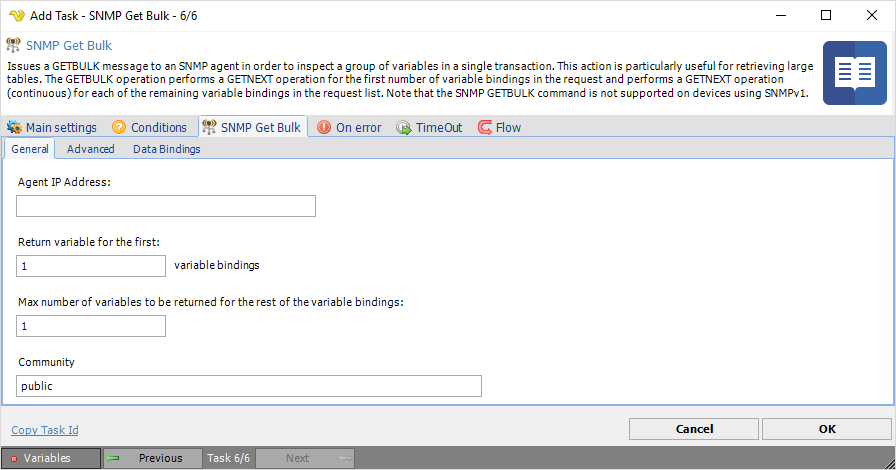 Add Task - SNMP Get Bulk - 6/6
SNMP Get Bulk
Issues a GETBULK message to an SNMP agent in order to inspect a group of variables in a single transaction. This action is particularly useful for retrieving large
tables. The GETBULK operation performs a GETNEXT operation for the first number of variable bindings in the request and performs a GETNEXT operation
(continuous) for each of the remaining variable bindings in the request list. Note that the SNMP GETBULK command is not supported on devices using SNMPv1.
Main settings Conditions SNMP Get Bulk On error TimeOut Flow
General Advanced Data Bindings
Agent IP Address:
Return variable for the first:
1 variable bindings
Max number of variables to be returned for the rest of the variable bindings:
1
Community
public
Copy Task Id Cancel OK
Variables Previous Task 6/6 Next